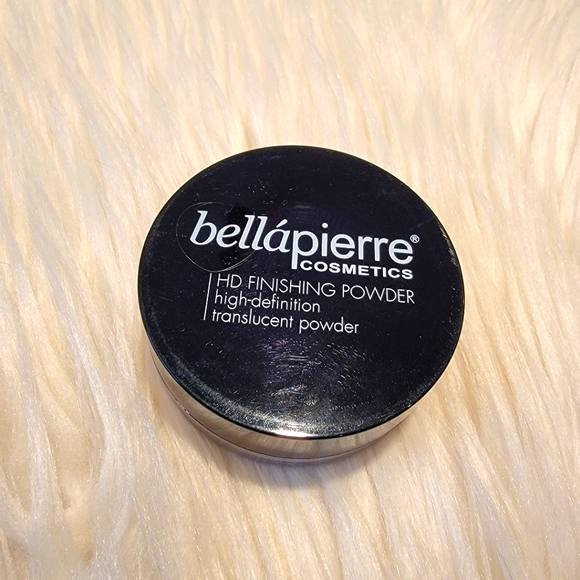 bellápierre®
COSMETICS
HD FINISHING POWDER
high-definition
translucent powder